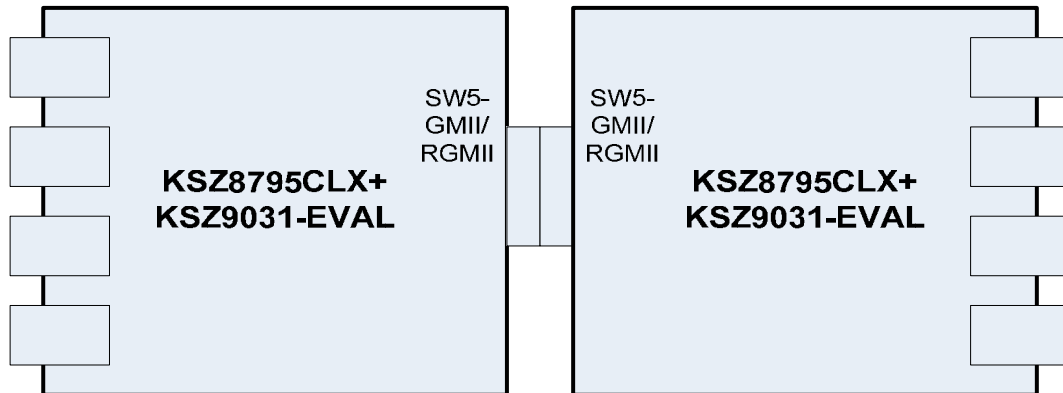 SW5-
GMII/
RGMII
KSZ8795CLX+
KSZ9031-EVAL
SW5-
GMII/
RGMII
KSZ8795CLX+
KSZ9031-EVAL